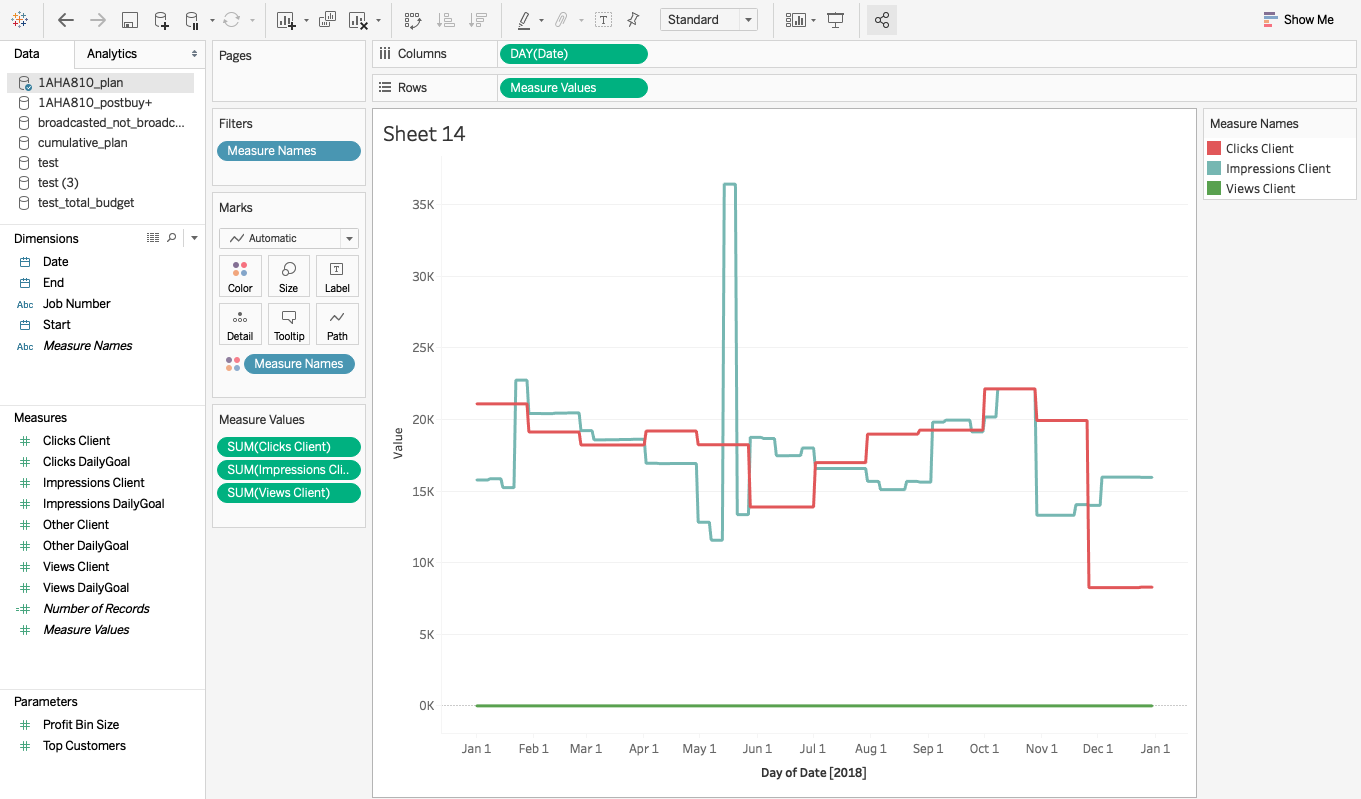 Standard
Show Me
Data
Analytics
1AHA810_plan
1AHA810_postbuy+
broadcasted_not_broadc...
cumulative_plan
test
test (3)
test_total_budget
Dimensions
Date
End
Abc Job Number
Start
Abc Measure Names
Measures
Clicks Client
Clicks DailyGoal
Impressions Client
Impressions DailyGoal
Other Client
Other DailyGoal
Views Client
Views DailyGoal
Number of Records
Measure Values
Parameters
Profit Bin Size
Top Customers
Pages
Filters
Measure Names
Marks
Automatic
Color
Size
Label
Detail
Tooltip
Path
Measure Names
Measure Values
SUM(Clicks Client)
SUM(Impressions Cli..
SUM(Views Client)
Columns
DAY(Date)
Rows
Measure Values
Sheet 14
35K
30K
25K
20K
15K
10K
5K
0K
Value
Jan 1 Feb 1 Mar 1 Apr 1 May 1 Jun 1 Jul 1 Aug 1 Sep 1 Oct 1 Nov 1 Dec 1 Jan 1
Day of Date [2018]
Measure Names
Clicks Client
Impressions Client
Views Client